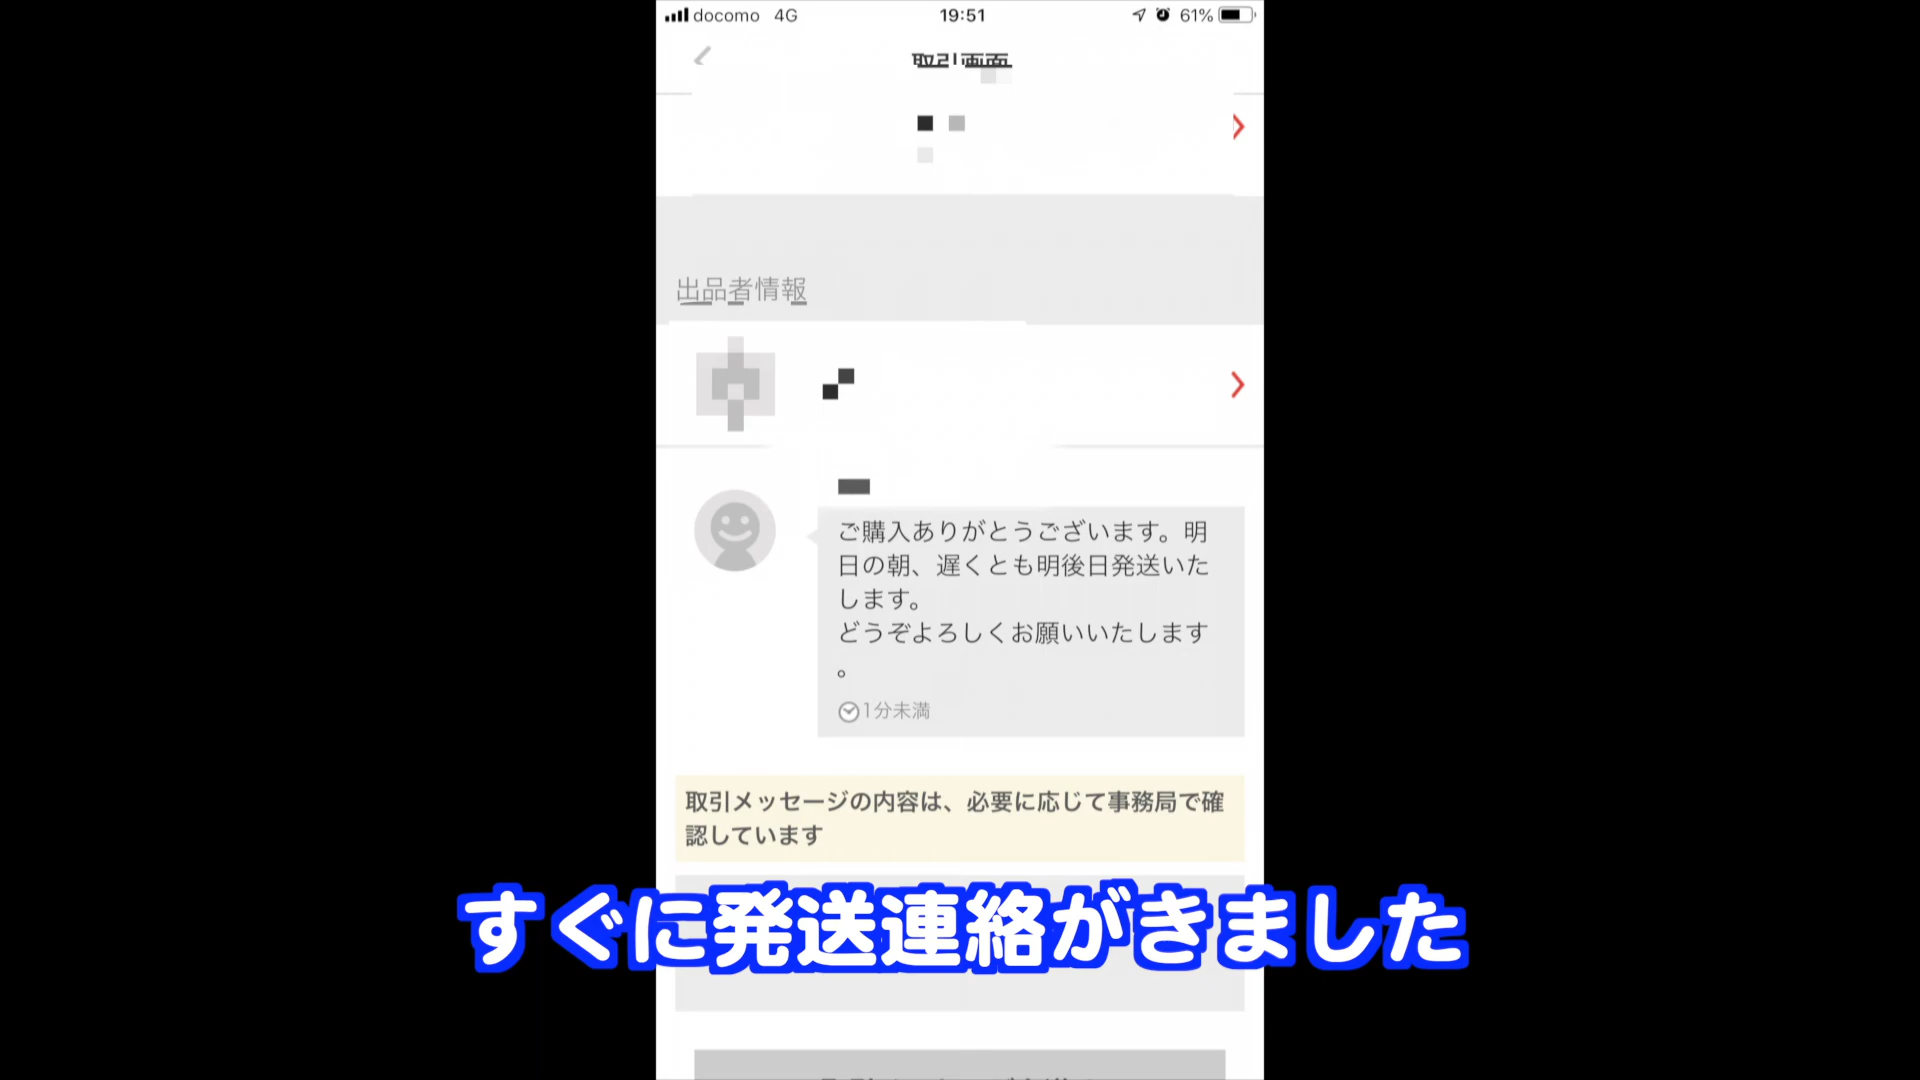 docomo 4G 19:51 61%
取引画面
出品者情報
ご購入ありがとうございます。明
日の朝、遅くとも明後日発送いた
します。
どうぞよろしくお願いいたします
。
1分未満
取引メッセージの内容は、必要に応じて事務局で確
認しています
すぐに発送連絡がきました